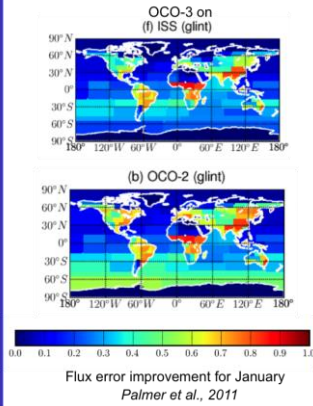 OCO-3 on
(f) ISS (glint)
90° N
60° N
30° N
0°
30° S
60° S
90° S
180° 120° W 60° W 0° 60° E 120° E 180°
(b) OCO-2 (glint)
90° N
60° N
30° N
0°
30° S
60° S
90° S
180° 120° W 60° W 0° 60° E 120° E 180°
0.0 0.1 0.2 0.3 0.4 0.5 0.6 0.7 0.8 0.9 1.0
Flux error improvement for January
Palmer et al., 2011